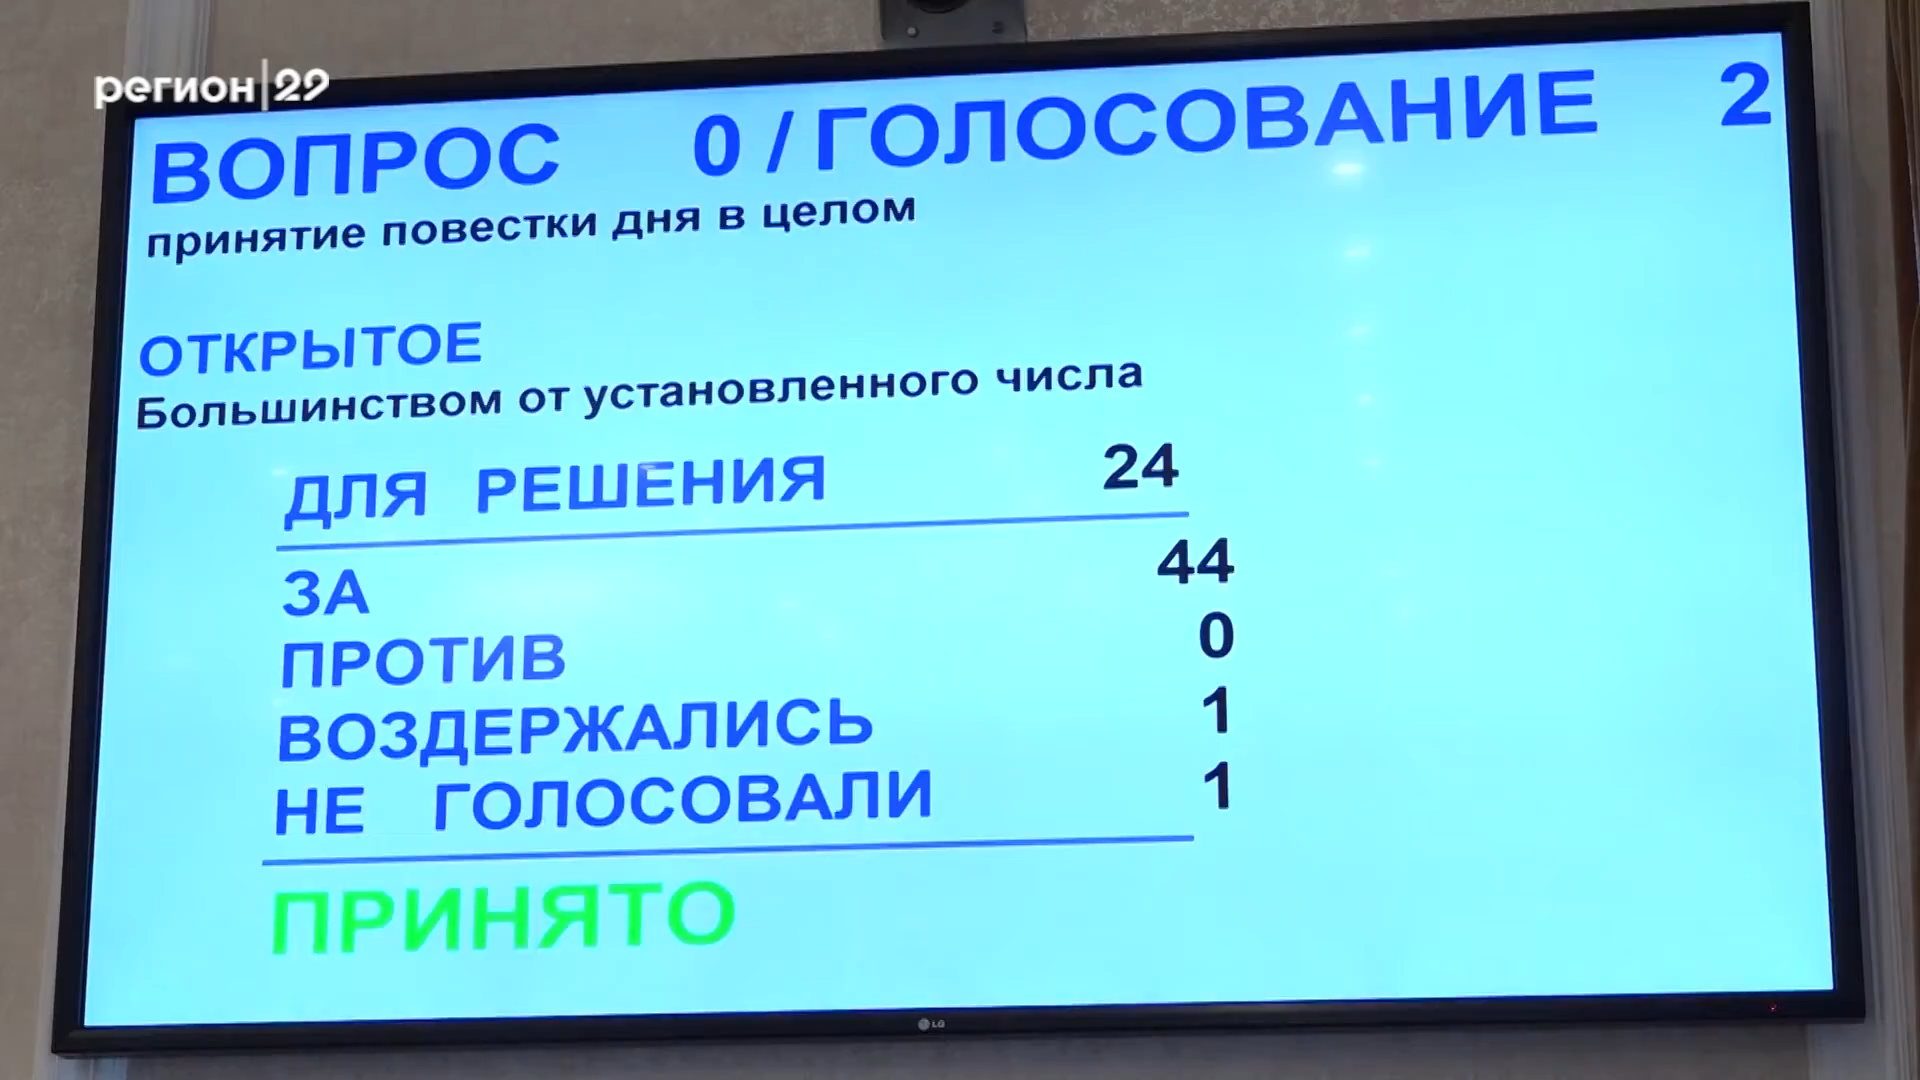 регион|29
ВОПРОС 0 / ГОЛОСОВАНИЕ 2
принятие повестки дня в целом
ОТКРЫТОЕ
Большинством от установленного числа
ДЛЯ РЕШЕНИЯ 24
ЗА 44
ПРОТИВ 0
ВОЗДЕРЖАЛИСЬ 1
НЕ ГОЛОСОВАЛИ 1
ПРИНЯТО
LG